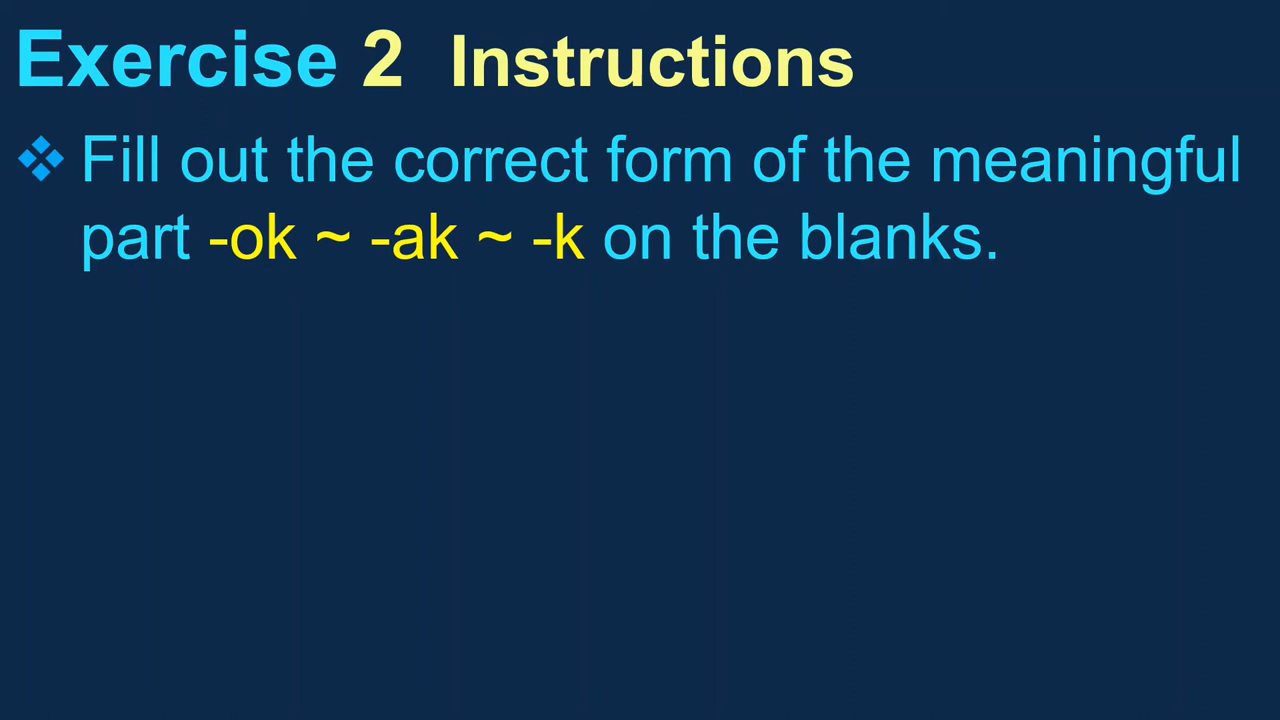 Exercise 2 Instructions
Fill out the correct form of the meaningful
part -ok ~ -ak ~ -k on the blanks.